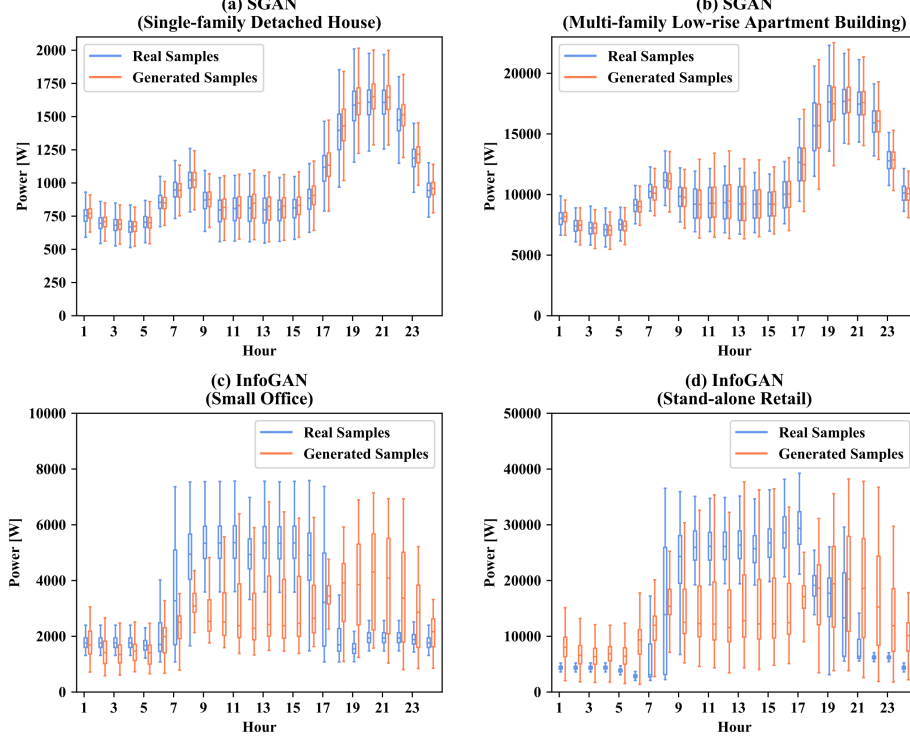 (a) SGAN
(Single-family Detached House)
2000
1750
1500
1250
1000
750
500
250
0
Power [W]
Real Samples
Generated Samples
1 3 5 7 9 11 13 15 17 19 21 23
Hour
(b) SGAN
(Multi-family Low-rise Apartment Building)
20000
15000
10000
5000
0
Power [W]
Real Samples
Generated Samples
1 3 5 7 9 11 13 15 17 19 21 23
Hour
(c) InfoGAN
(Small Office)
10000
8000
6000
4000
2000
0
Power [W]
Real Samples
Generated Samples
1 3 5 7 9 11 13 15 17 19 21 23
Hour
(d) InfoGAN
(Stand-alone Retail)
50000
40000
30000
20000
10000
0
Power [W]
Real Samples
Generated Samples
1 3 5 7 9 11 13 15 17 19 21 23
Hour